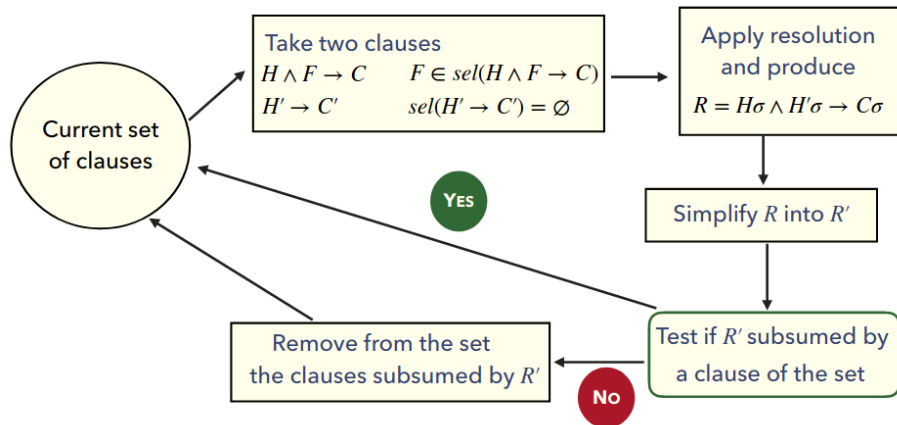 Current set
of clauses
Take two clauses
H ∧ F → C F ∈ sel(H ∧ F → C)
H′ → C′ sel(H′ → C′) = ∅
Apply resolution
and produce
R = Hσ ∧ H′σ → Cσ
Simplify R into R′
YES
Test if R′ subsumed by
a clause of the set
NO
Remove from the set
the clauses subsumed by R′